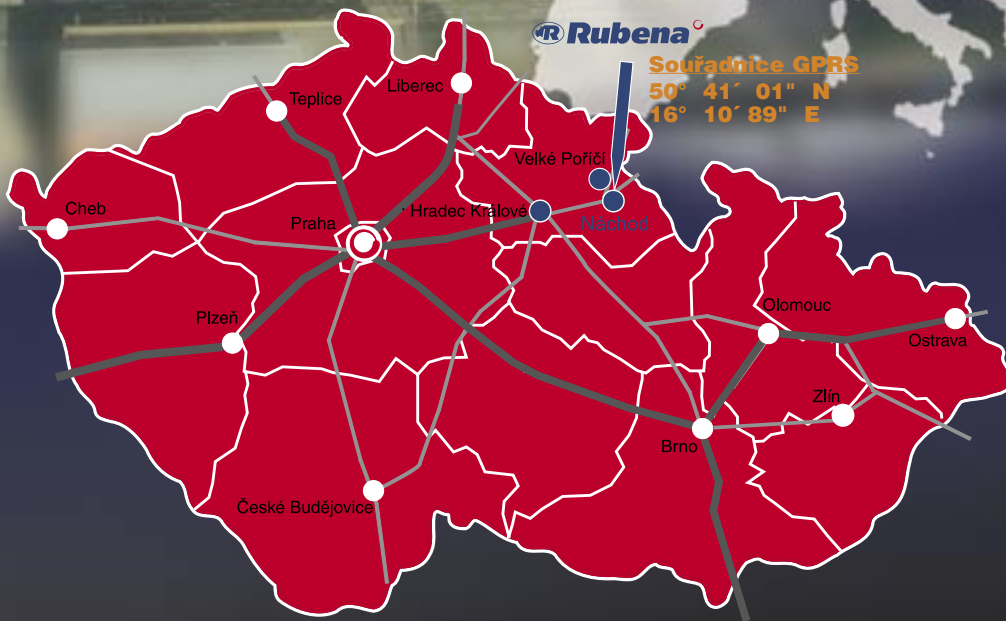 Rubena
Souřadnice GPRS
50° 41´ 01" N
16° 10´ 89" E
Liberec
Teplice
Velké Poříčí
Cheb
Hradec Králové
Praha
Náchod
Olomouc
Plzeň
Ostrava
Zlín
Brno
České Budějovice